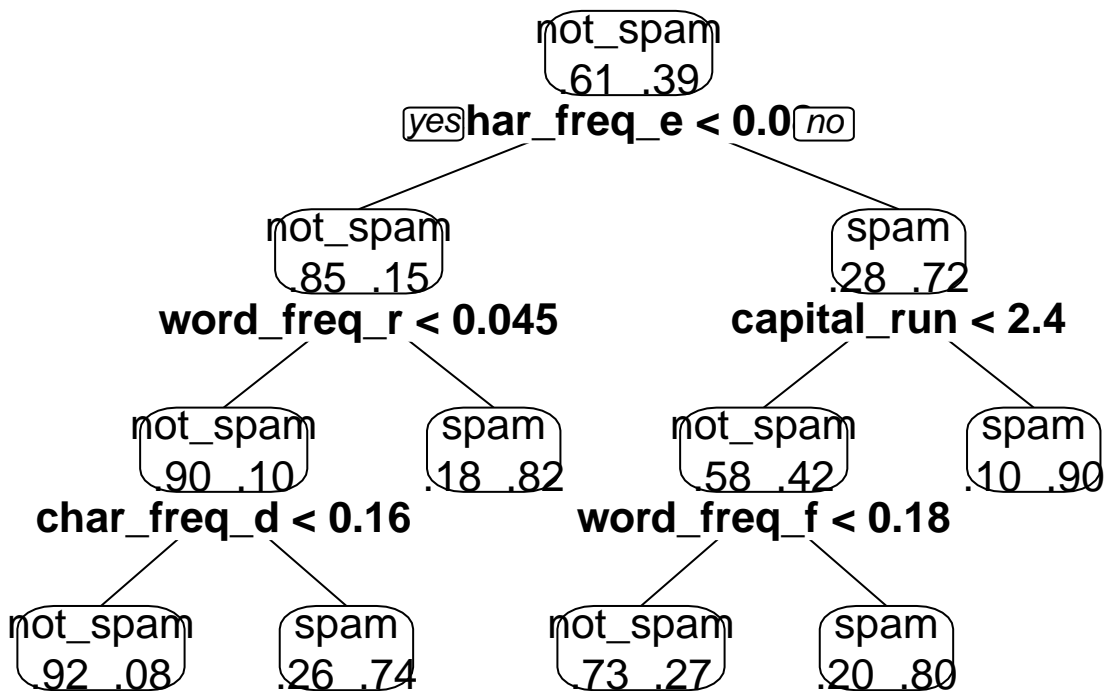 not_spam
.61 .39
yes har_freq_e < 0.0 no
not_spam spam
.85 .15 .28 .72
word_freq_r < 0.045 capital_run < 2.4
not_spam spam not_spam spam
.90 .10 .18 .82 .58 .42 .10 .90
char_freq_d < 0.16 word_freq_f < 0.18
not_spam spam not_spam spam
.92 .08 .26 .74 .73 .27 .20 .80